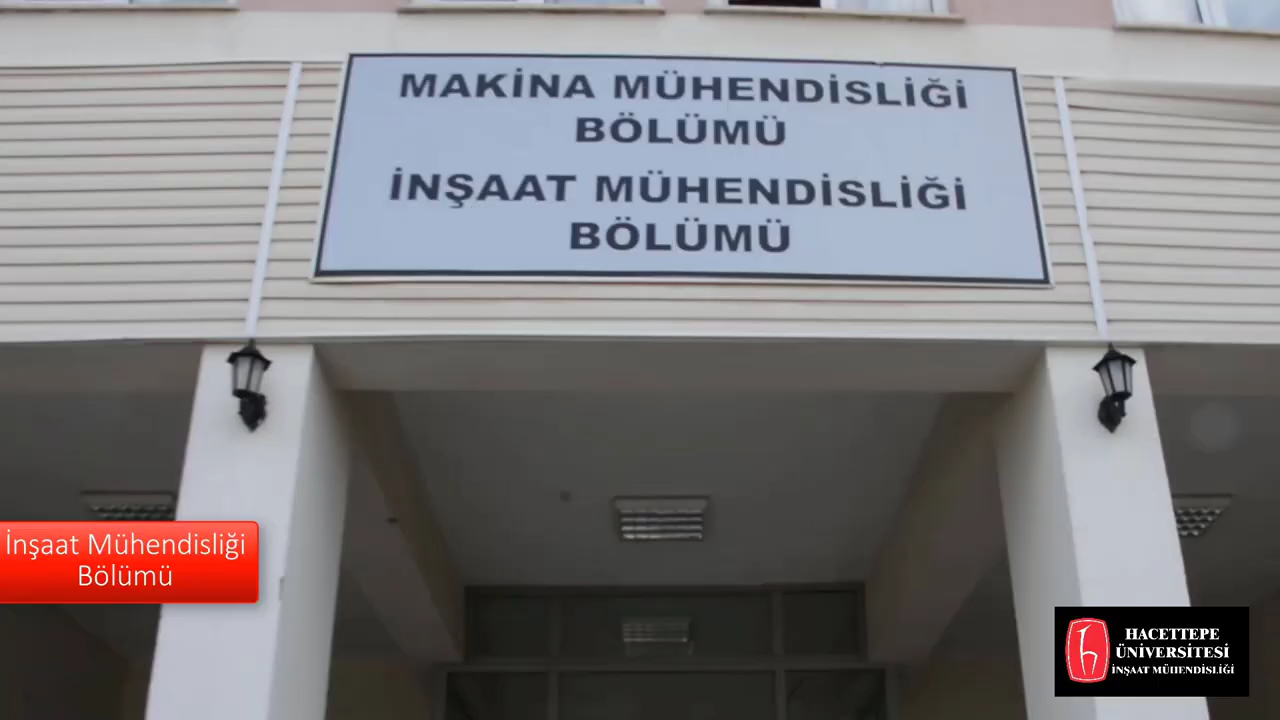 MAKİNA MÜHENDİSLİĞİ
BÖLÜMÜ
İNŞAAT MÜHENDİSLİĞİ
BÖLÜMÜ
İnşaat Mühendisliği
Bölümü
HACETTEPE
ÜNİVERSİTESİ
İNŞAAT MÜHENDİSLİĞİ